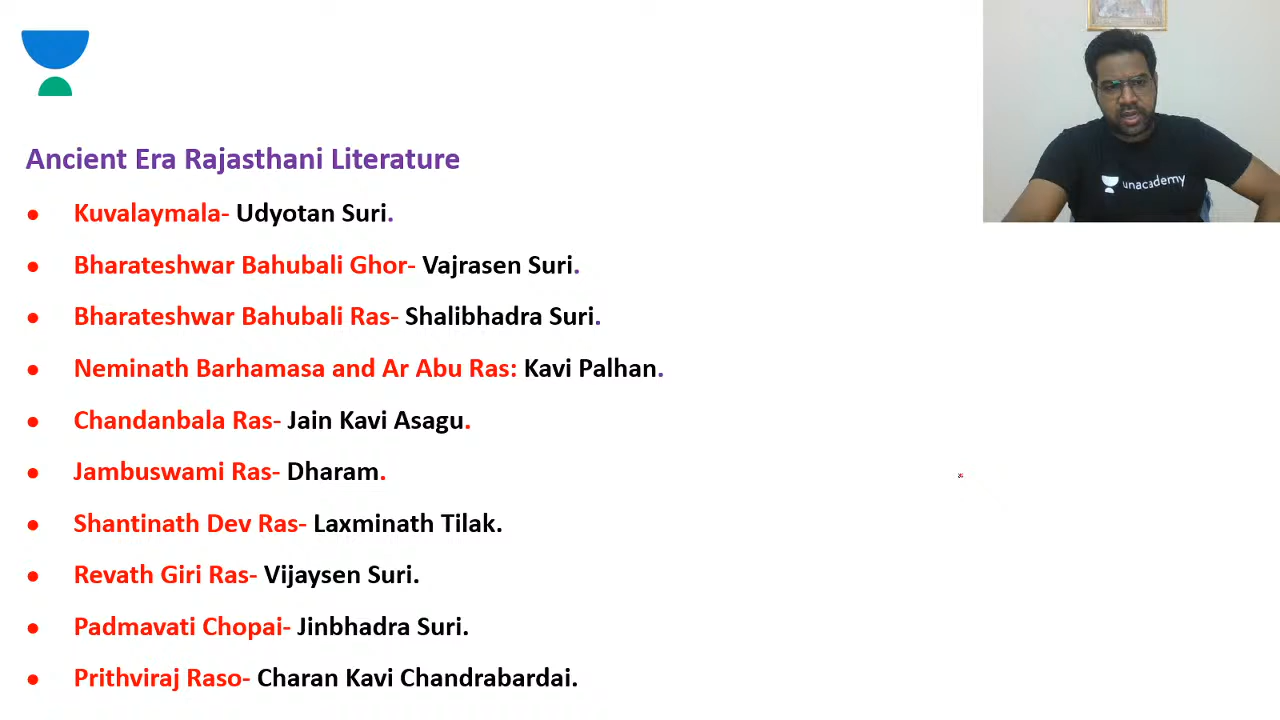 unacademy
Ancient Era Rajasthani Literature
● Kuvalaymala- Udyotan Suri.
● Bharateshwar Bahubali Ghor- Vajrasen Suri.
● Bharateshwar Bahubali Ras- Shalibhadra Suri.
● Neminath Barhamasa and Ar Abu Ras: Kavi Palhan.
● Chandanbala Ras- Jain Kavi Asagu.
● Jambuswami Ras- Dharam.
● Shantinath Dev Ras- Laxminath Tilak.
● Revath Giri Ras- Vijaysen Suri.
● Padmavati Chopai- Jinbhadra Suri.
● Prithviraj Raso- Charan Kavi Chandrabardai.